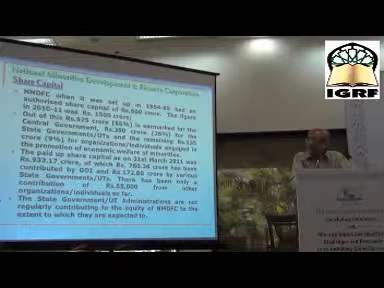 National Minorities Development & Finance Corporation
Share Capital
NMDFC when it was set up in 1994-95 had an
authorised share capital of Rs.500 crore. The figure
in 2010-11 was Rs.1500 crore.
Out of this Rs.975 crore (65%) is earmarked for the
Central Government, Rs.390 crore (26%) for the
State Governments/UTs and the remaining Rs.135
crore (9%) for organizations/individuals engaged in
the promotion of economic welfare of minorities.
The paid up share capital as on 31st March 2011 was
Rs.933.17 crore, of which Rs. 760.36 crore has been
contributed by GOI and Rs.172.80 crore by various
State Governments/UTs. There has been only a
contribution of Rs.55,000 from other
organizations/individuals so far.
The State Government/UT Administrations are not
regularly contributing to the equity of NMDFC to the
extent to which they are expected to.
IGRF